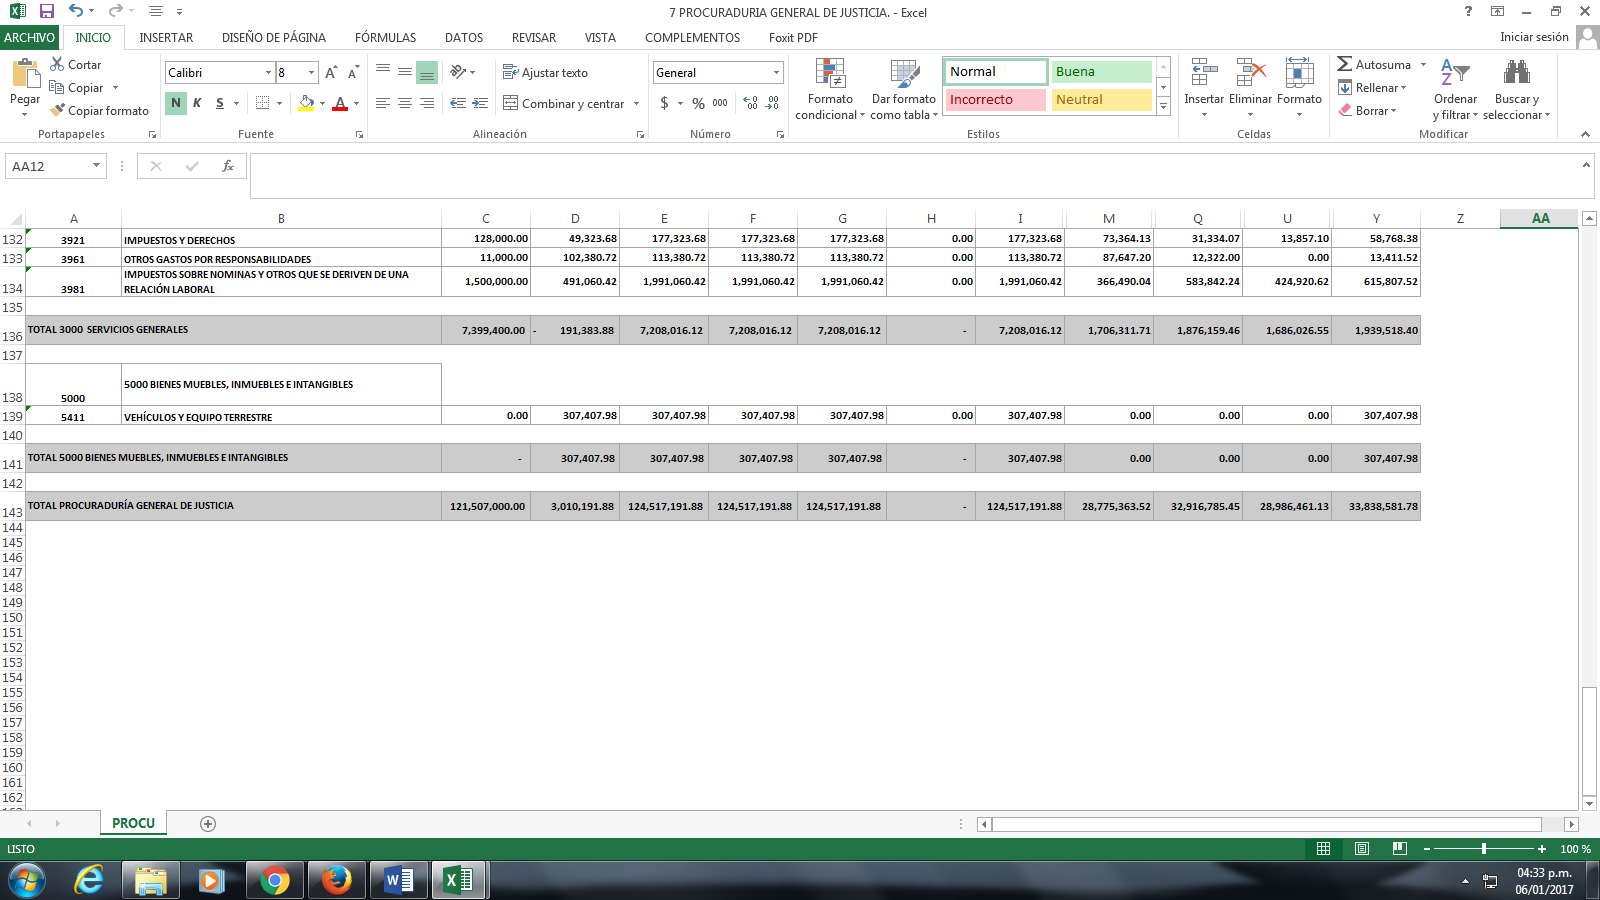 7 PROCURADURIA GENERAL DE JUSTICIA. - Excel
ARCHIVO INICIO INSERTAR DISEÑO DE PÁGINA FÓRMULAS DATOS REVISAR VISTA COMPLEMENTOS Foxit PDF Iniciar sesión
Pegar
Cortar
Copiar
Copiar formato
Portapapeles
Calibri 8
N K S
Fuente
Ajustar texto
Combinar y centrar
Alineación
General
$ % 000
Número
Formato condicional
Dar formato como tabla
Normal Buena
Incorrecto Neutral
Estilos
Insertar Eliminar Formato
Celdas
Autosuma
Rellenar
Borrar
Ordenar y filtrar
Buscar y seleccionar
Modificar
AA12 fx
A B C D E F G H I M Q U Y Z AA
132 3921 IMPUESTOS Y DERECHOS 128,000.00 49,323.68 177,323.68 177,323.68 177,323.68 0.00 177,323.68 73,364.13 31,334.07 13,857.10 58,768.38
133 3961 OTROS GASTOS POR RESPONSABILIDADES 11,000.00 102,380.72 113,380.72 113,380.72 113,380.72 0.00 113,380.72 87,647.20 12,322.00 0.00 13,411.52
134 3981 IMPUESTOS SOBRE NOMINAS Y OTROS QUE SE DERIVEN DE UNA
RELACIÓN LABORAL 1,500,000.00 491,060.42 1,991,060.42 1,991,060.42 1,991,060.42 0.00 1,991,060.42 366,490.04 583,842.24 424,920.62 615,807.52
135
136 TOTAL 3000 SERVICIOS GENERALES 7,399,400.00 - 191,383.88 7,208,016.12 7,208,016.12 7,208,016.12 - 7,208,016.12 1,706,311.71 1,876,159.46 1,686,026.55 1,939,518.40
137
138 5000 5000 BIENES MUEBLES, INMUEBLES E INTANGIBLES
139 5411 VEHÍCULOS Y EQUIPO TERRESTRE 0.00 307,407.98 307,407.98 307,407.98 307,407.98 0.00 307,407.98 0.00 0.00 0.00 307,407.98
140
141 TOTAL 5000 BIENES MUEBLES, INMUEBLES E INTANGIBLES - 307,407.98 307,407.98 307,407.98 307,407.98 - 307,407.98 0.00 0.00 0.00 307,407.98
142
143 TOTAL PROCURADURÍA GENERAL DE JUSTICIA 121,507,000.00 3,010,191.88 124,517,191.88 124,517,191.88 124,517,191.88 - 124,517,191.88 28,775,363.52 32,916,785.45 28,986,461.13 33,838,581.78
144
145
146
147
148
149
150
151
152
153
154
155
156
157
158
159
160
161
162
PROCU
LISTO 100 %
04:33 p.m.
06/01/2017